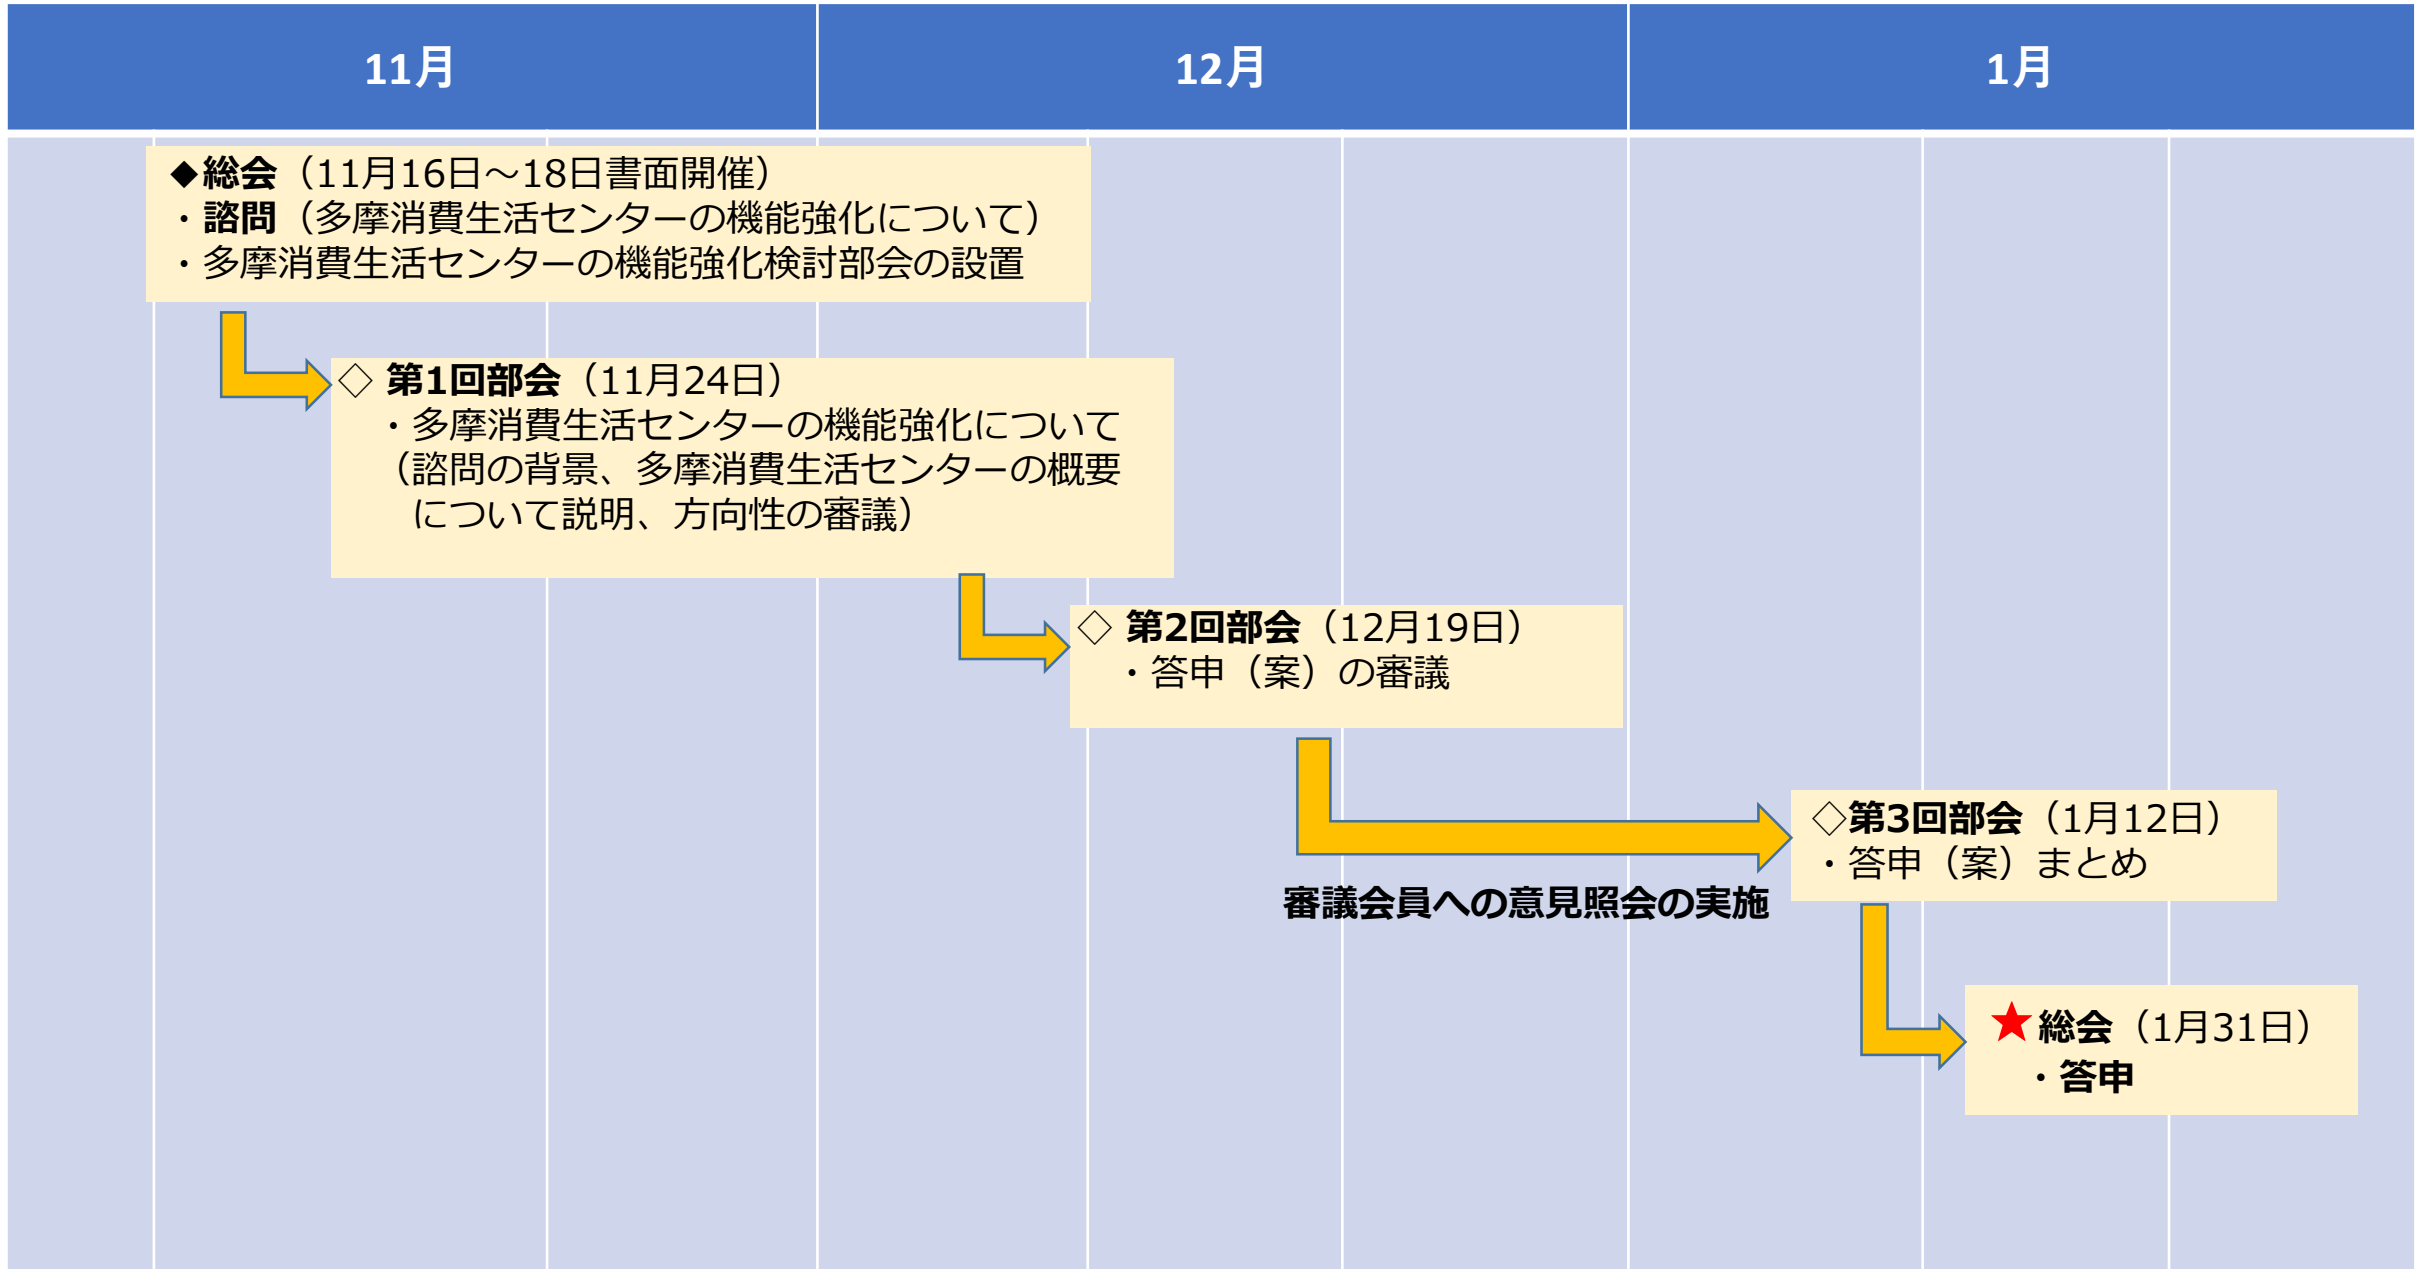 11月
12月
1月
◆総会（11月16日～18日書面開催）
・諮問（多摩消費生活センターの機能強化について）
・多摩消費生活センターの機能強化検討部会の設置
◇ 第1回部会（11月24日）
・多摩消費生活センターの機能強化について
（諮問の背景、多摩消費生活センターの概要
について説明、方向性の審議）
◇ 第2回部会（12月19日）
・答申（案）の審議
◇第3回部会（1月12日）
・答申（案）まとめ
審議会員への意見照会の実施
★総会（1月31日）
・答申